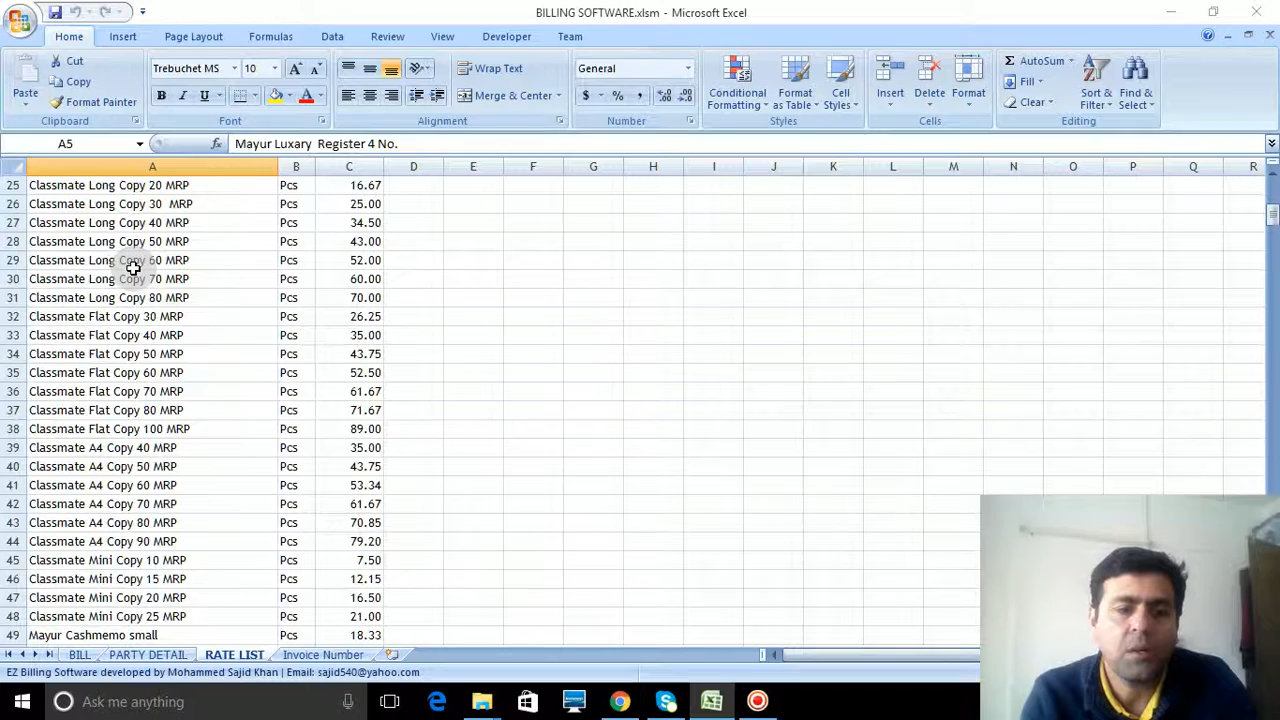 BILLING SOFTWARE.xlsm - Microsoft Excel
Home Insert Page Layout Formulas Data Review View Developer Team
Paste
Cut
Copy
Format Painter
Clipboard
Trebuchet MS 10
Font
Wrap Text
Merge & Center
Alignment
General
Number
Conditional Formatting
Format as Table
Cell Styles
Styles
Insert Delete Format
Cells
AutoSum
Fill
Clear
Sort & Filter
Find & Select
Editing
A5 fx Mayur Luxary  Register 4 No.
A B C D E F G H I J K L M N O P Q R
25 Classmate Long Copy 20 MRP Pcs 16.67
26 Classmate Long Copy 30  MRP Pcs 25.00
27 Classmate Long Copy 40 MRP Pcs 34.50
28 Classmate Long Copy 50 MRP Pcs 43.00
29 Classmate Long Copy 60 MRP Pcs 52.00
30 Classmate Long Copy 70 MRP Pcs 60.00
31 Classmate Long Copy 80 MRP Pcs 70.00
32 Classmate Flat Copy 30 MRP Pcs 26.25
33 Classmate Flat Copy 40 MRP Pcs 35.00
34 Classmate Flat Copy 50 MRP Pcs 43.75
35 Classmate Flat Copy 60 MRP Pcs 52.50
36 Classmate Flat Copy 70 MRP Pcs 61.67
37 Classmate Flat Copy 80 MRP Pcs 71.67
38 Classmate Flat Copy 100 MRP Pcs 89.00
39 Classmate A4 Copy 40 MRP Pcs 35.00
40 Classmate A4 Copy 50 MRP Pcs 43.75
41 Classmate A4 Copy 60 MRP Pcs 53.34
42 Classmate A4 Copy 70 MRP Pcs 61.67
43 Classmate A4 Copy 80 MRP Pcs 70.85
44 Classmate A4 Copy 90 MRP Pcs 79.20
45 Classmate Mini Copy 10 MRP Pcs 7.50
46 Classmate Mini Copy 15 MRP Pcs 12.15
47 Classmate Mini Copy 20 MRP Pcs 16.50
48 Classmate Mini Copy 25 MRP Pcs 21.00
49 Mayur Cashmemo small Pcs 18.33
BILL PARTY DETAIL RATE LIST Invoice Number
EZ Billing Software developed by Mohammed Sajid Khan | Email: sajid540@yahoo.com
Ask me anything